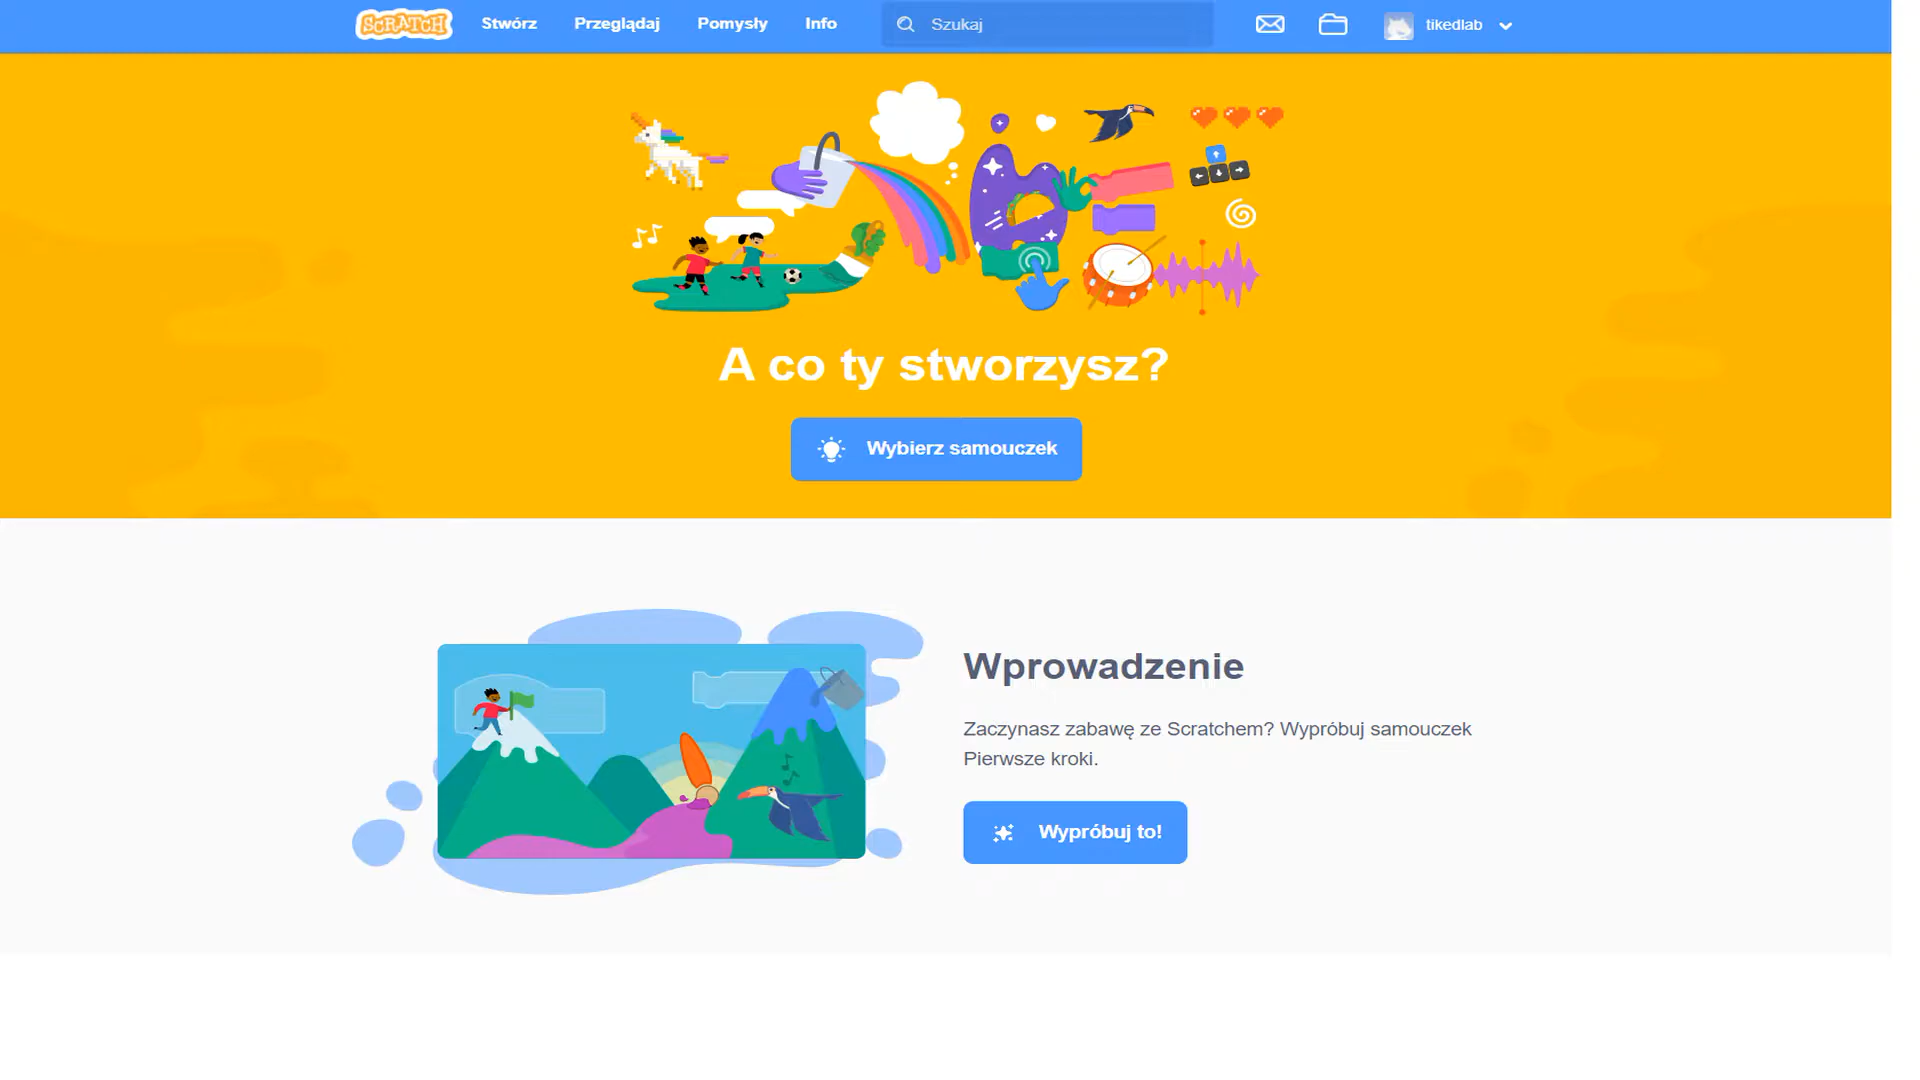 SCRATCH Stwórz Przeglądaj Pomysły Info Szukaj tikedlab
A co ty stworzysz?
Wybierz samouczek
Wprowadzenie
Zaczynasz zabawę ze Scratchem? Wypróbuj samouczek
Pierwsze kroki.
Wypróbuj to!